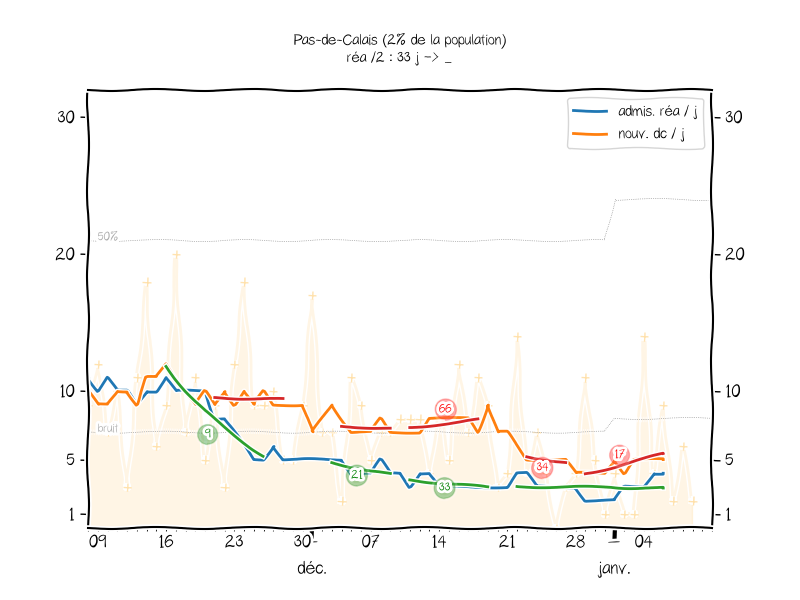 Pas-de-Calais (2% de la population)
réa /2 : 33 j -> _
admis. réa / j
nouv. dc / j
30
30
50%
20
20
10
10
bruit
9
66
21
33
34
17
5
5
1
1
09 16 23 30 07 14 21 28 04
déc. janv.